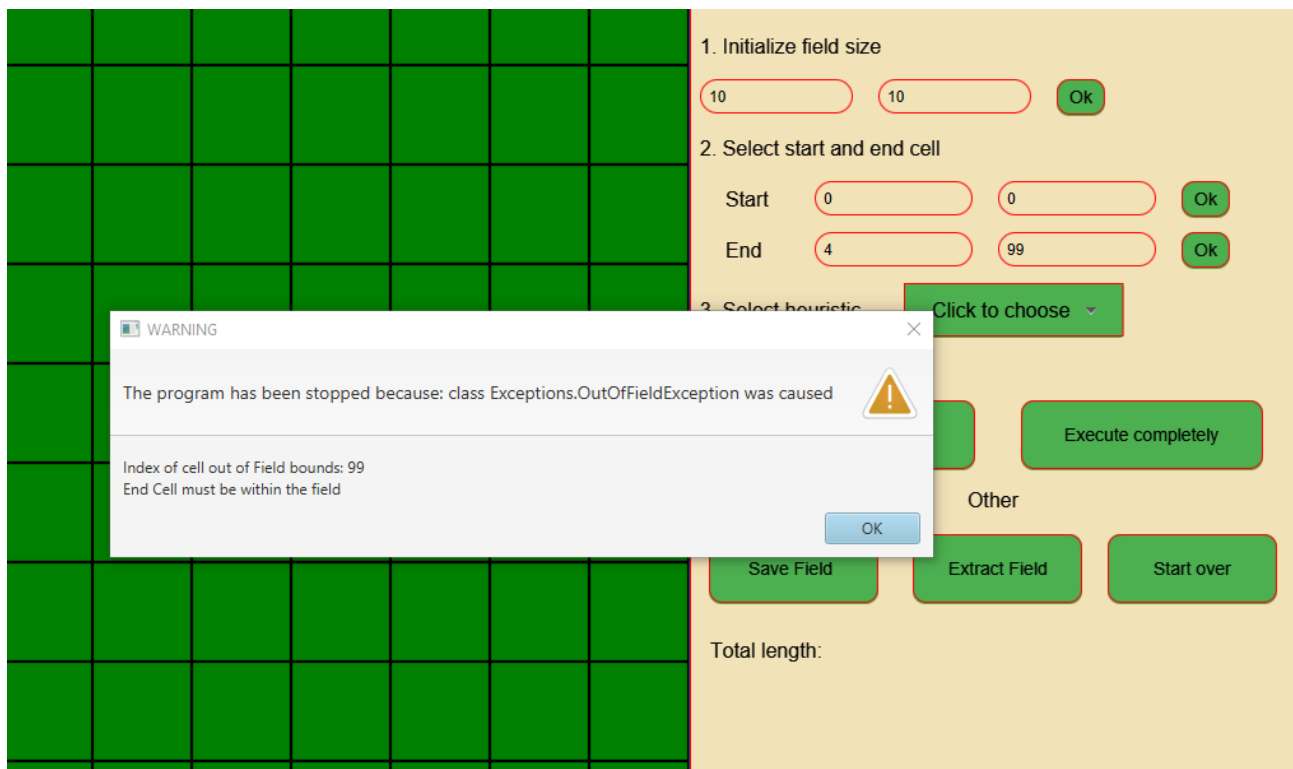 1. Initialize field size
10 10 Ok
2. Select start and end cell
Start 0 0 Ok
End 4 99 Ok
3. Select heuristic Click to choose
WARNING
The program has been stopped because: class Exceptions.OutOfFieldException was caused
Index of cell out of Field bounds: 99
End Cell must be within the field
OK
Execute completely
Other
Save Field Extract Field Start over
Total length: